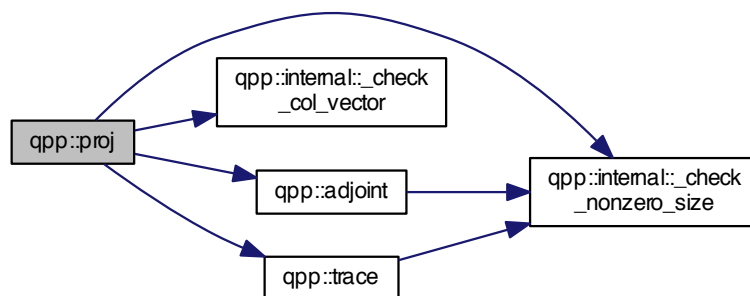 qpp::internal::_check
_col_vector
qpp::proj
qpp::adjoint
qpp::internal::_check
_nonzero_size
qpp::trace